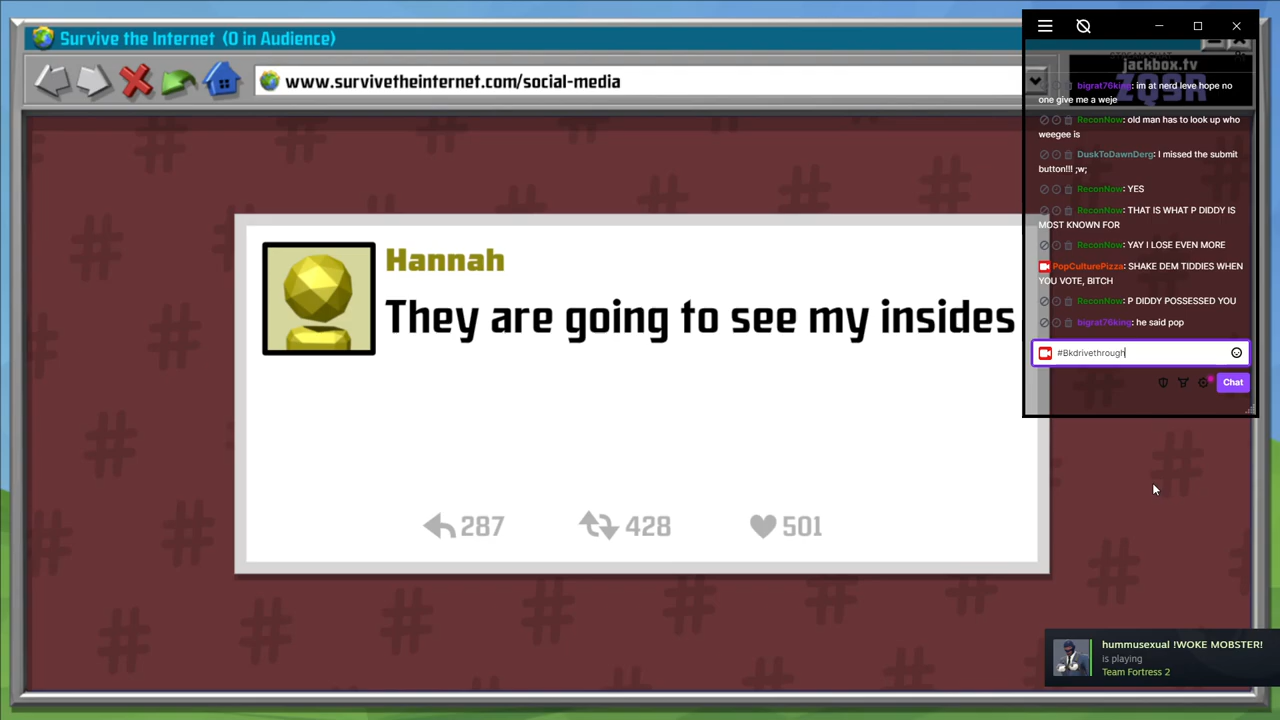 Survive the Internet (0 in Audience)
www.survivetheinternet.com/social-media
jackbox.tv
ZQ9R
Hannah
They are going to see my insides
287
428
501
bigrat76king: im at nerd leve hope no
one give me a weje
ReconNow: old man has to look up who
weegee is
DuskToDawnDerg: I missed the submit
button!!! ;w;
ReconNow: YES
ReconNow: THAT IS WHAT P DIDDY IS
MOST KNOWN FOR
ReconNow: YAY I LOSE EVEN MORE
PopCulturePizza: SHAKE DEM TIDDIES WHEN
YOU VOTE, BITCH
ReconNow: P DIDDY POSSESSED YOU
bigrat76king: he said pop
#Bkdrivethrough
Chat
hummusexual !WOKE MOBSTER!
is playing
Team Fortress 2